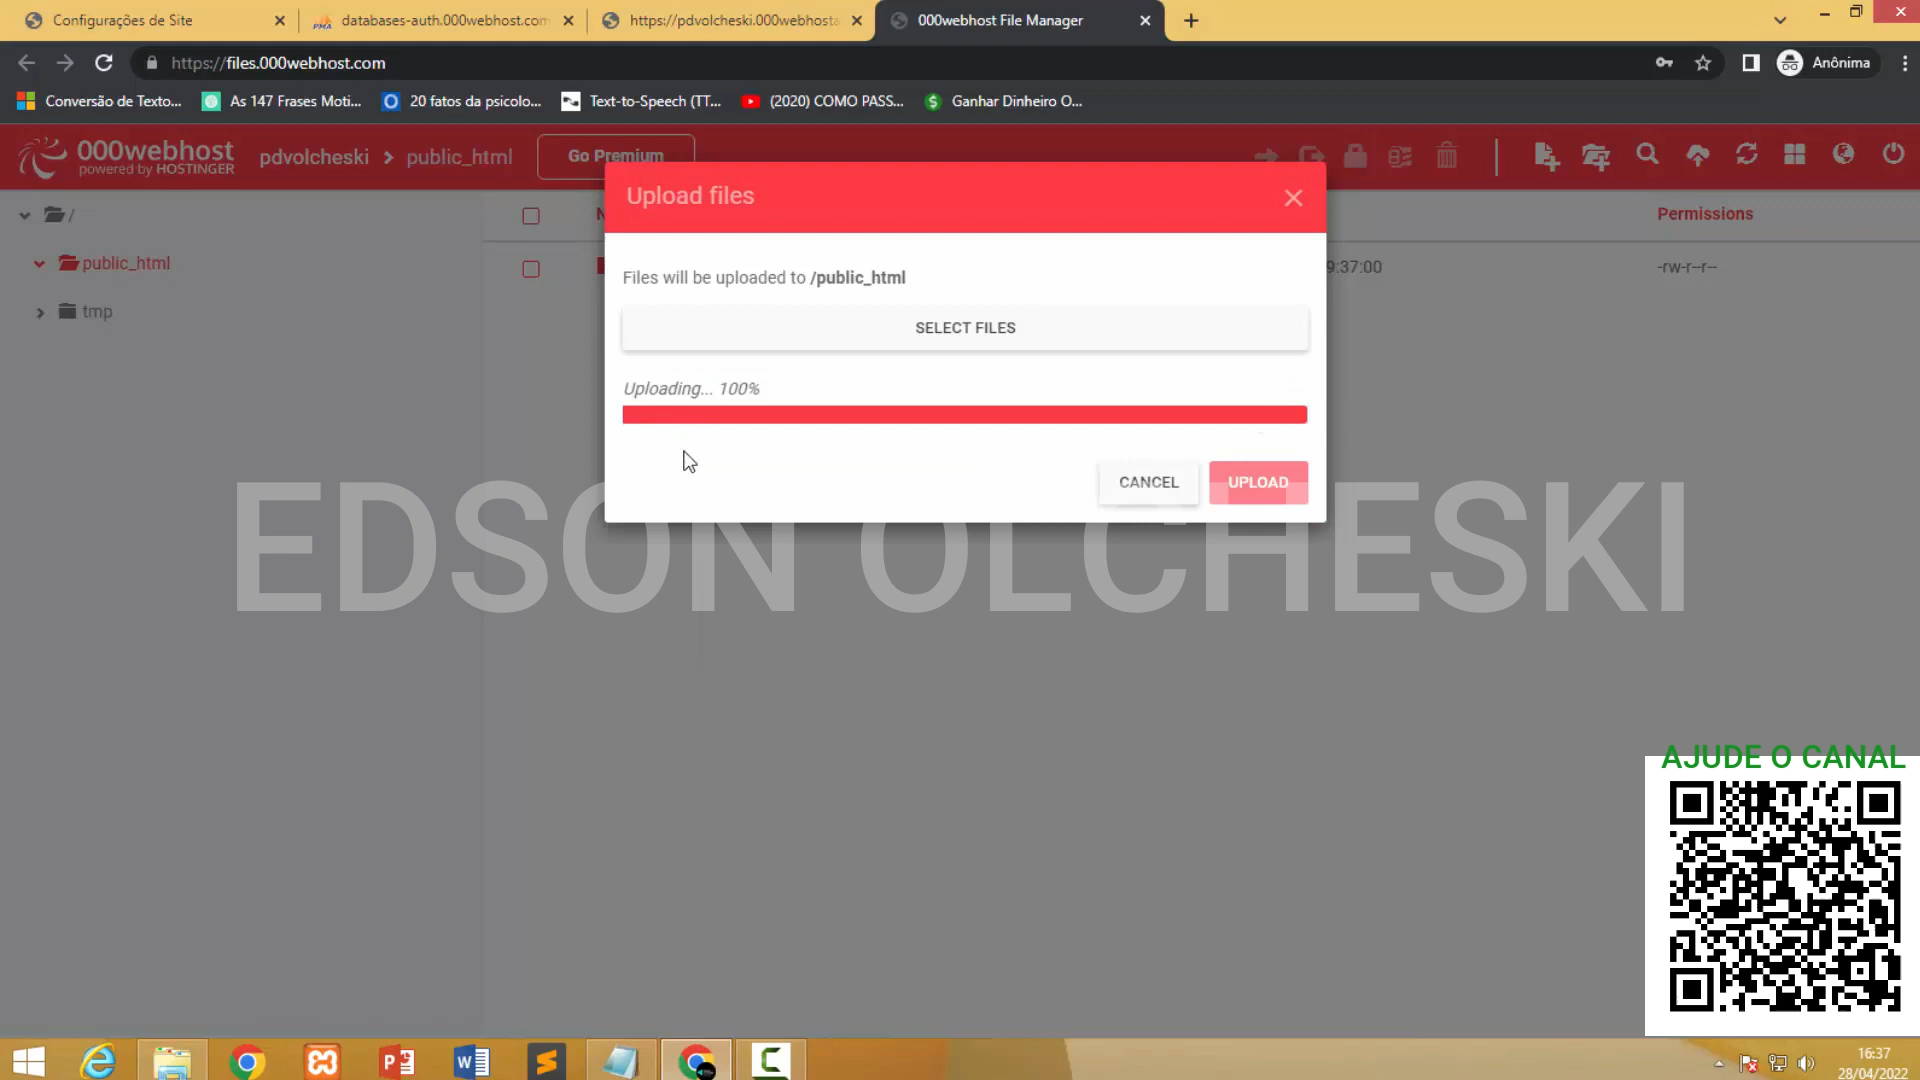 Configurações de Site
databases-auth.000webhost.com
https://pdvolcheski.000webhosta
000webhost File Manager
https://files.000webhost.com
Anônima
Conversão de Texto...
As 147 Frases Moti...
20 fatos da psicolo...
Text-to-Speech (TT...
(2020) COMO PASS...
Ganhar Dinheiro O...
000webhost
powered by HOSTINGER
pdvolcheski > public_html
Go Premium
Upload files
/
N
Permissions
public_html
9:37:00
-rw-r--r--
tmp
Files will be uploaded to /public_html
SELECT FILES
Uploading... 100%
CANCEL
UPLOAD
EDSON OLCHESKI
AJUDE O CANAL
16:37
28/04/2022